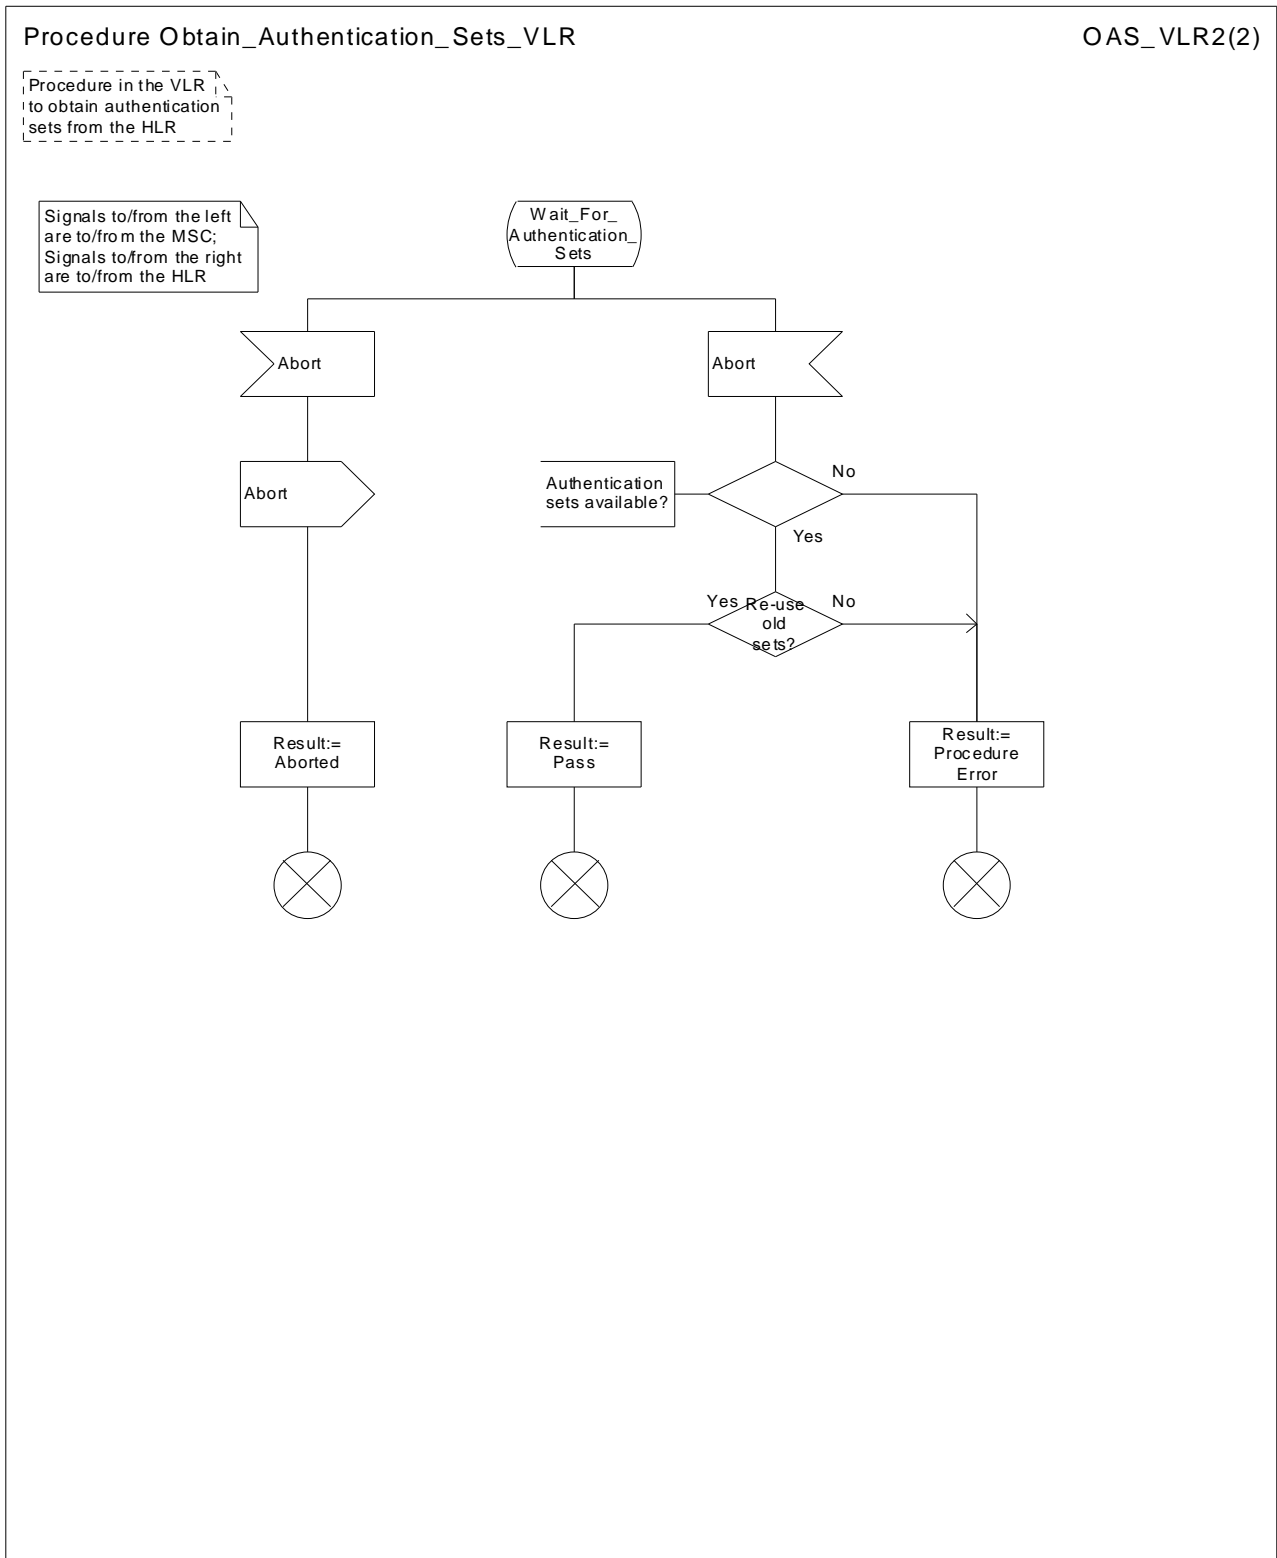 Procedure Obtain_Authentication_Sets_VLR
OAS_VLR2(2)
Procedure in the VLR
to obtain authentication
sets from the HLR
Signals to/from the left
are to/from the MSC;
Signals to/from the right
are to/from the HLR
Wait_For_
Authentication_
Sets
Abort
Abort
Abort
Authentication
sets available?
No
Yes
Yes
Re-use
old
sets?
No
Result:=
Aborted
Result:=
Pass
Result:=
Procedure
Error